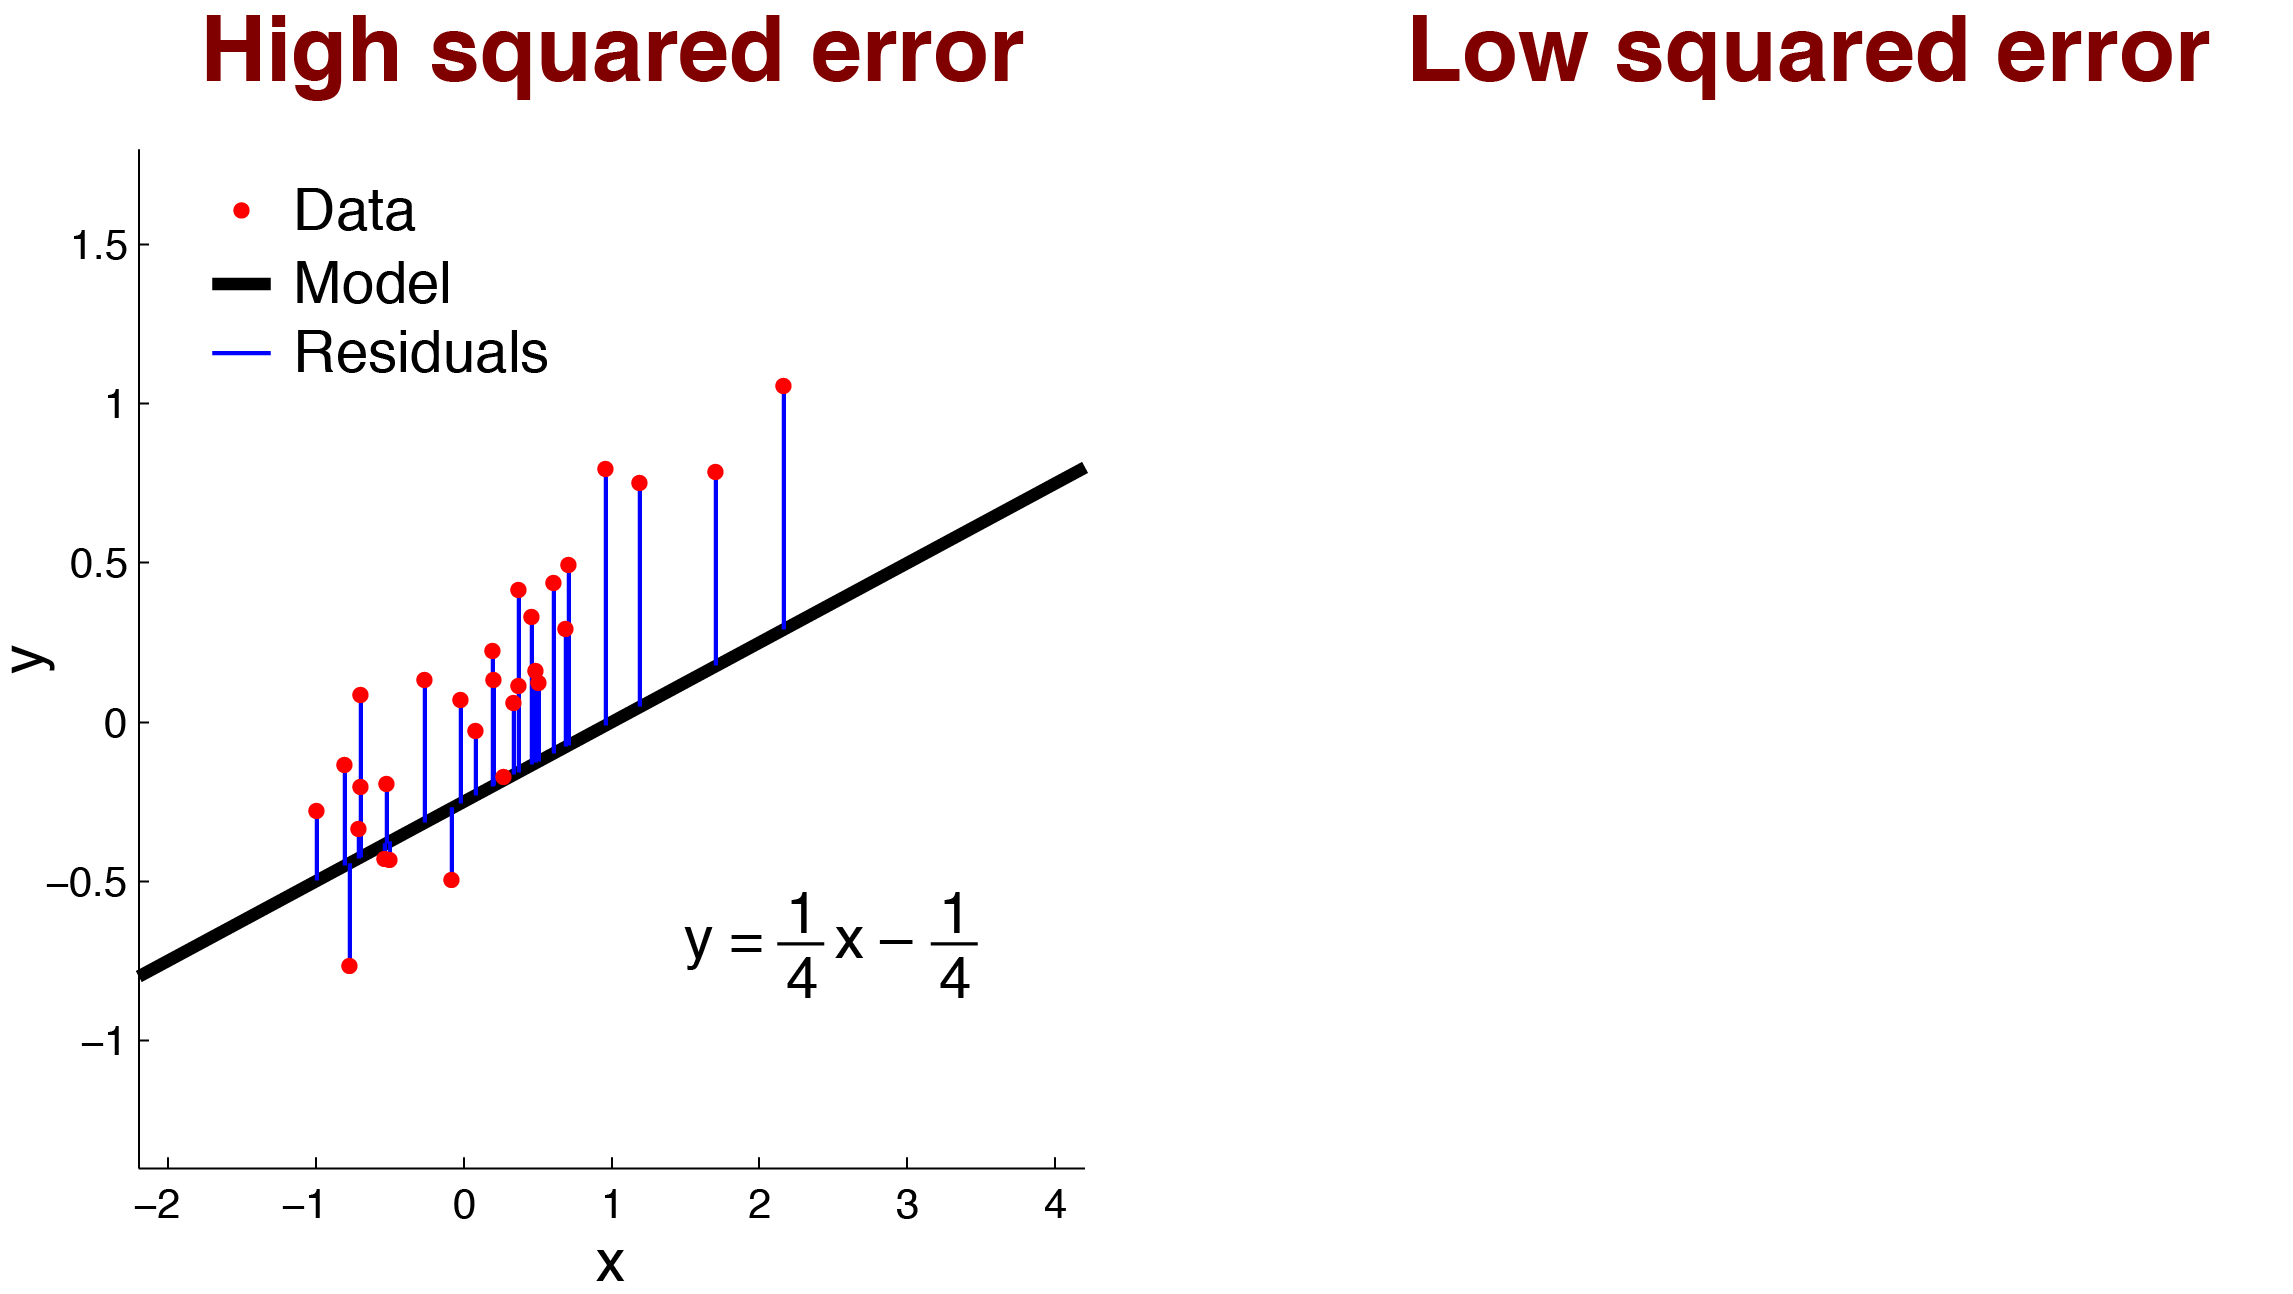 High squared error
Low squared error
Data
Model
Residuals
1.5
1
0.5
0
−0.5
−1
y
y = 1/4 x − 1/4
−2 −1 0 1 2 3 4
x